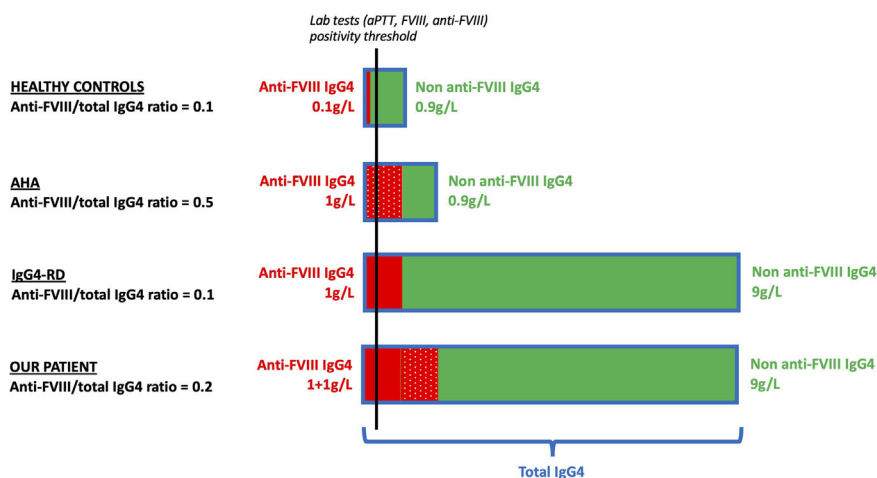 Lab tests (aPTT, FVIII, anti-FVIII)
positivity threshold
HEALTHY CONTROLS
Anti-FVIII/total IgG4 ratio = 0.1
Anti-FVIII IgG4
0.1g/L
Non anti-FVIII IgG4
0.9g/L
AHA
Anti-FVIII/total IgG4 ratio = 0.5
Anti-FVIII IgG4
1g/L
Non anti-FVIII IgG4
0.9g/L
IgG4-RD
Anti-FVIII/total IgG4 ratio = 0.1
Anti-FVIII IgG4
1g/L
Non anti-FVIII IgG4
9g/L
OUR PATIENT
Anti-FVIII/total IgG4 ratio = 0.2
Anti-FVIII IgG4
1+1g/L
Non anti-FVIII IgG4
9g/L
Total IgG4